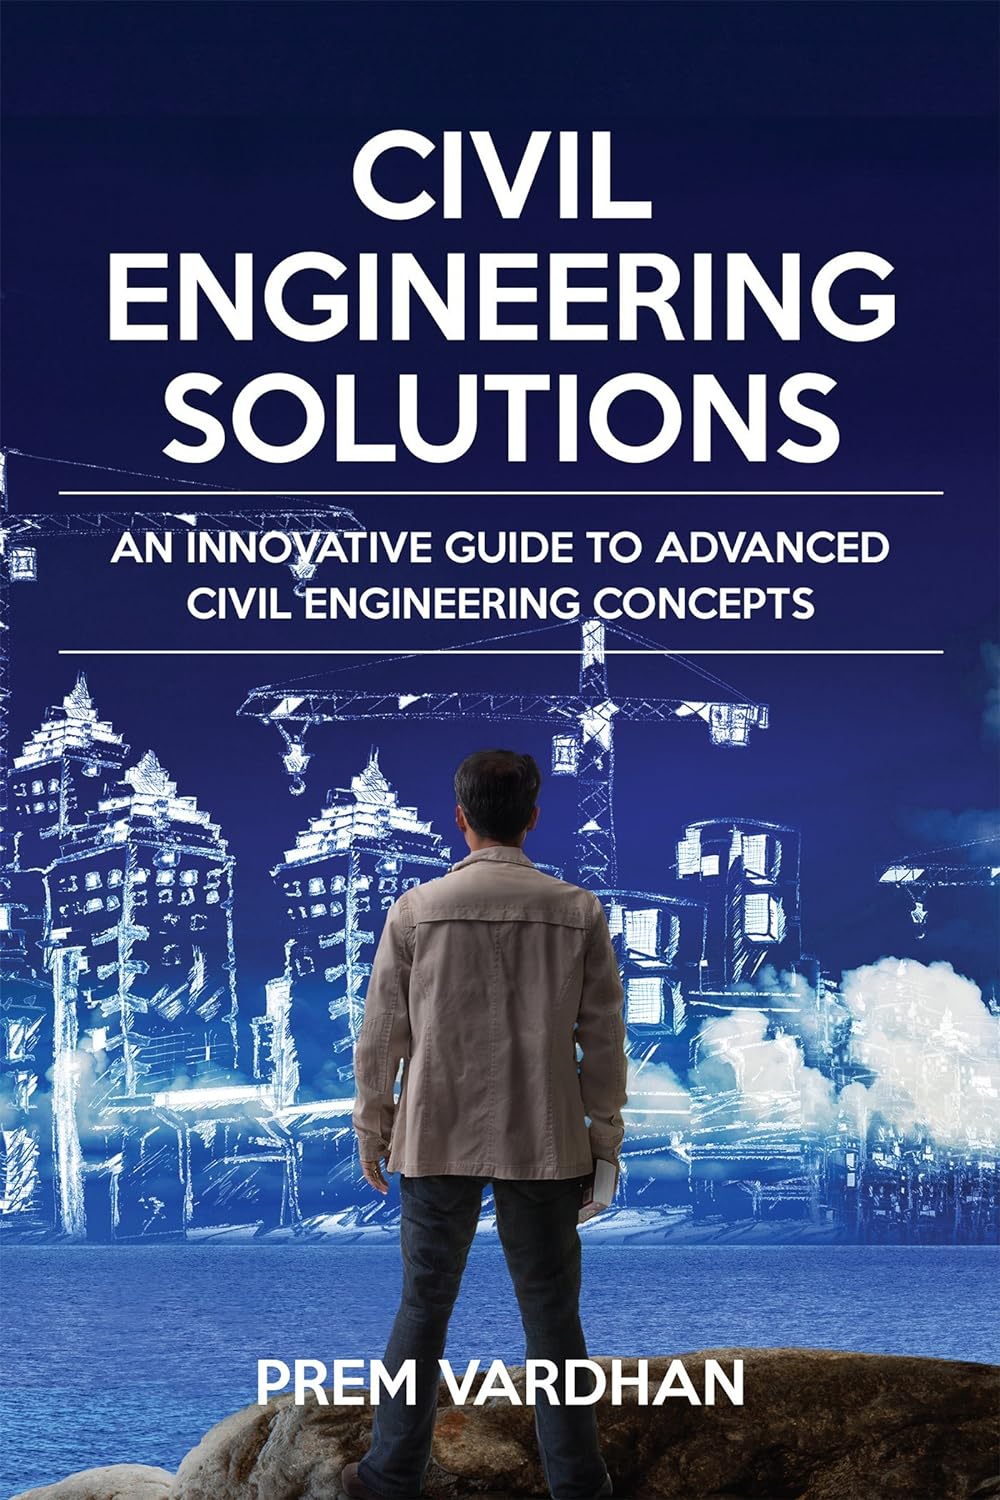 CIVIL
ENGINEERING
SOLUTIONS
AN INNOVATIVE GUIDE TO ADVANCED
CIVIL ENGINEERING CONCEPTS
PREM VARDHAN